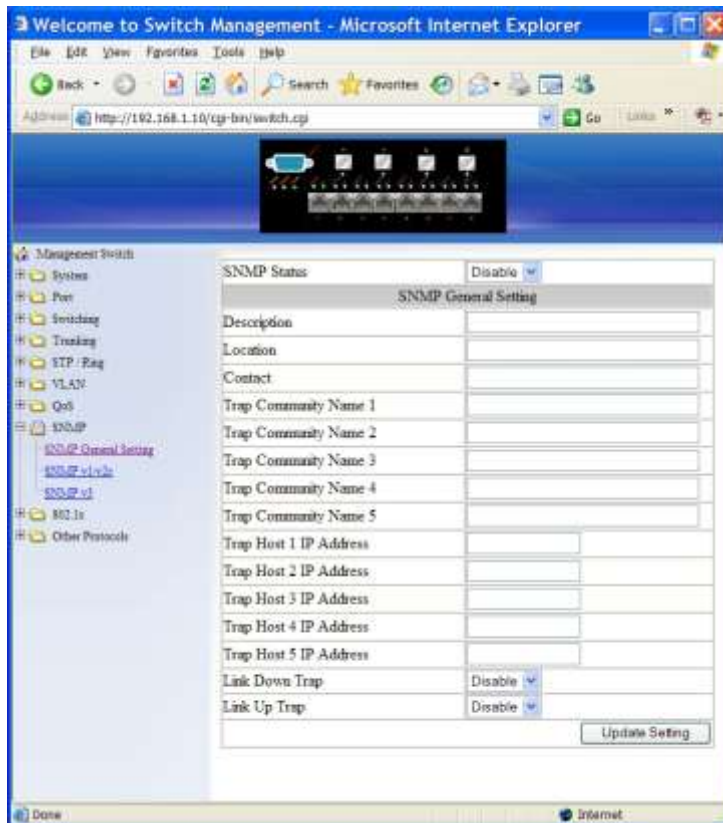 Welcome to Switch Management - Microsoft Internet Explorer
File Edit View Favorites Tools Help
Back Search Favorites
Address http://192.168.1.10/cgi-bin/switch.cgi Go Links »
Management Switch
System
Port
Switching
Trunking
STP / Ring
VLAN
QoS
SNMP
SNMP General Setting
SNMP v1/v2c
SNMP v3
802.1x
Other Protocols
SNMP Status Disable
SNMP General Setting
Description
Location
Contact
Trap Community Name 1
Trap Community Name 2
Trap Community Name 3
Trap Community Name 4
Trap Community Name 5
Trap Host 1 IP Address
Trap Host 2 IP Address
Trap Host 3 IP Address
Trap Host 4 IP Address
Trap Host 5 IP Address
Link Down Trap Disable
Link Up Trap Disable
Update Setting
Done Internet